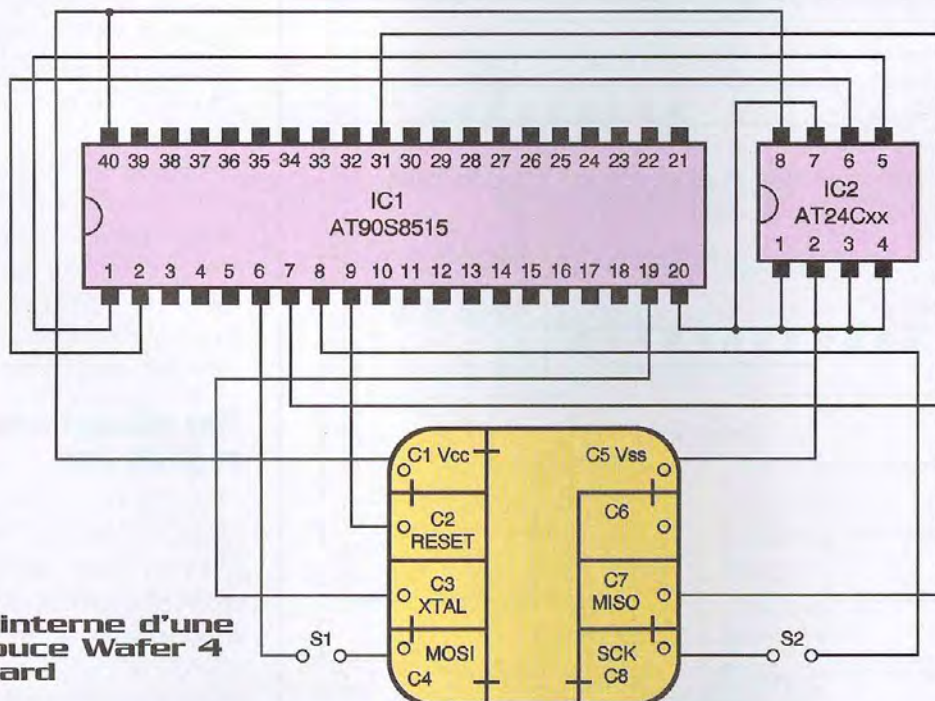 40 39 38 37 36 35 34 33 32 31 30 29 28 27 26 25 24 23 22 21
IC1
AT90S8515
1 2 3 4 5 6 7 8 9 10 11 12 13 14 15 16 17 18 19 20
8 7 6 5
IC2
AT24Cxx
1 2 3 4
C1 Vcc
C5 Vss
C2
RESET
C6
C3
XTAL
C7
MISO
MOSI
C4
SCK
C8
S1
S2
interne d'une
ouce Wafer 4
ard